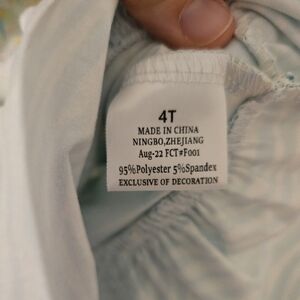 4T
MADE IN CHINA
NINGBO,ZHEJIANG
Aug-22 FCT#F001
95%Polyester 5%Spandex
EXCLUSIVE OF DECORATION